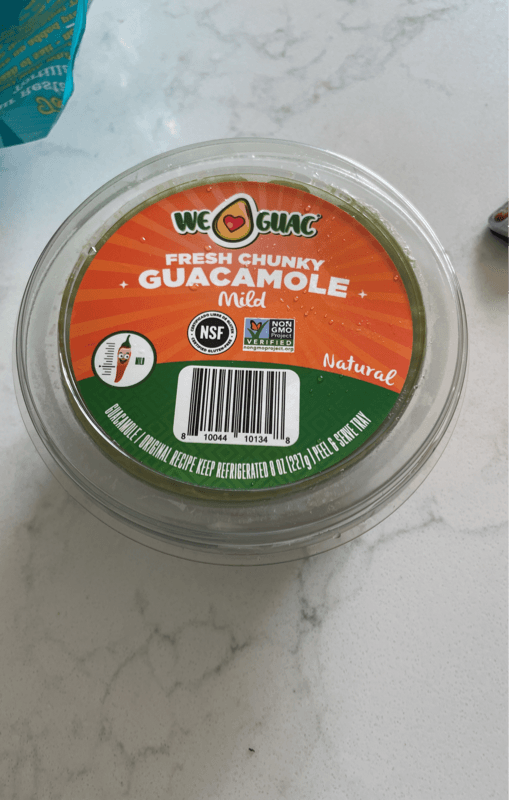 WE GUAC
FRESH CHUNKY
GUACAMOLE
Mild
NSF
NON
GMO
Project
VERIFIED
nongmoproject.org
Natural
8 10044 10134 8
GUACAMOLE / ORIGINAL RECIPE KEEP REFRIGERATED 8 OZ (227g) PEEL & SERVE TRAY